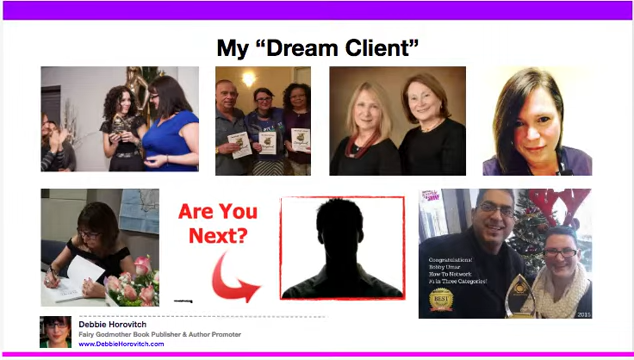 My “Dream Client”
Are You
Next?
Congratulations!
Bobby Umar
How To Network
#1 in Three Categories!
BEST
2015
Debbie Horovitch
Fairy Godmother Book Publisher & Author Promoter
www.DebbieHorovitch.com